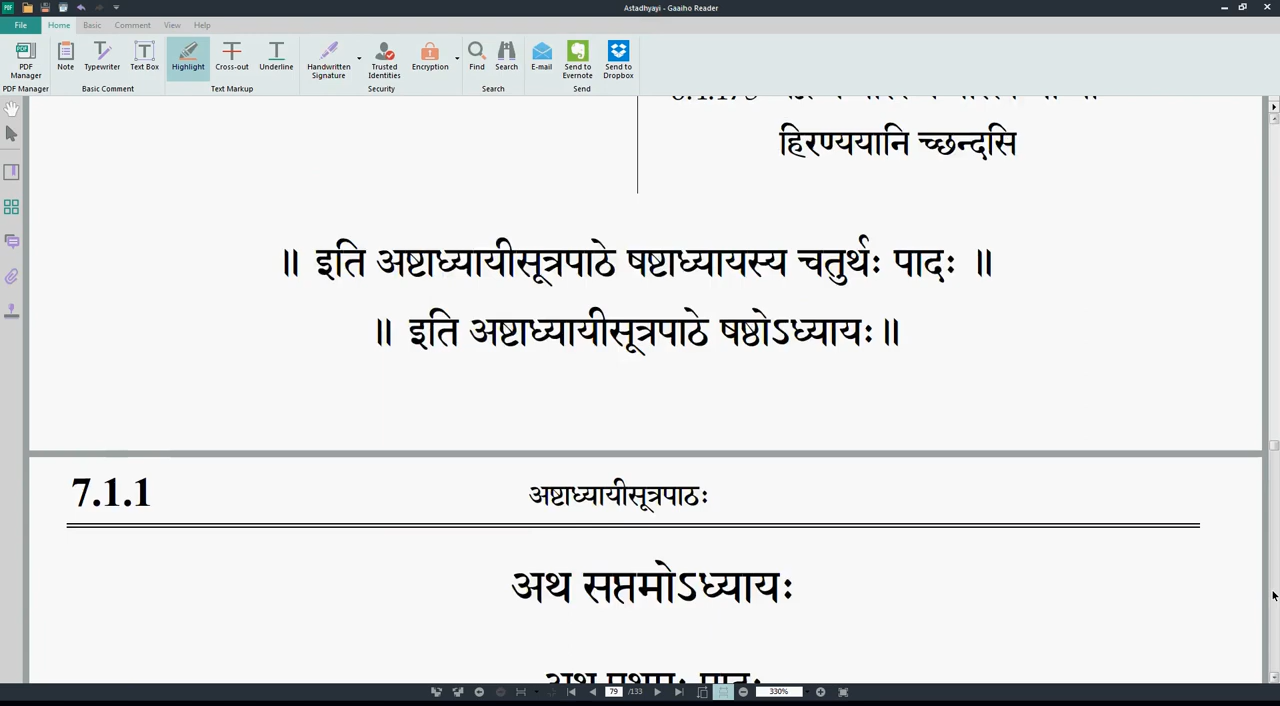 Astadhyayi - Gaaiho Reader
File Home Basic Comment View Help
PDF Manager Note Typewriter Text Box Highlight Cross-out Underline Handwritten Signature Trusted Identities Encryption Find Search E-mail Send to Evernote Send to Dropbox
PDF Manager Basic Comment Text Markup Security Search Send
हिरण्ययानि च्छन्दसि
॥ इति अष्टाध्यायीसूत्रपाठे षष्टाध्यायस्य चतुर्थः पादः ॥
॥ इति अष्टाध्यायीसूत्रपाठे षष्ठोऽध्यायः॥
7.1.1 अष्टाध्यायीसूत्रपाठः
अथ सप्तमोऽध्यायः
अथ प्रथमः पादः
79 /133 330%